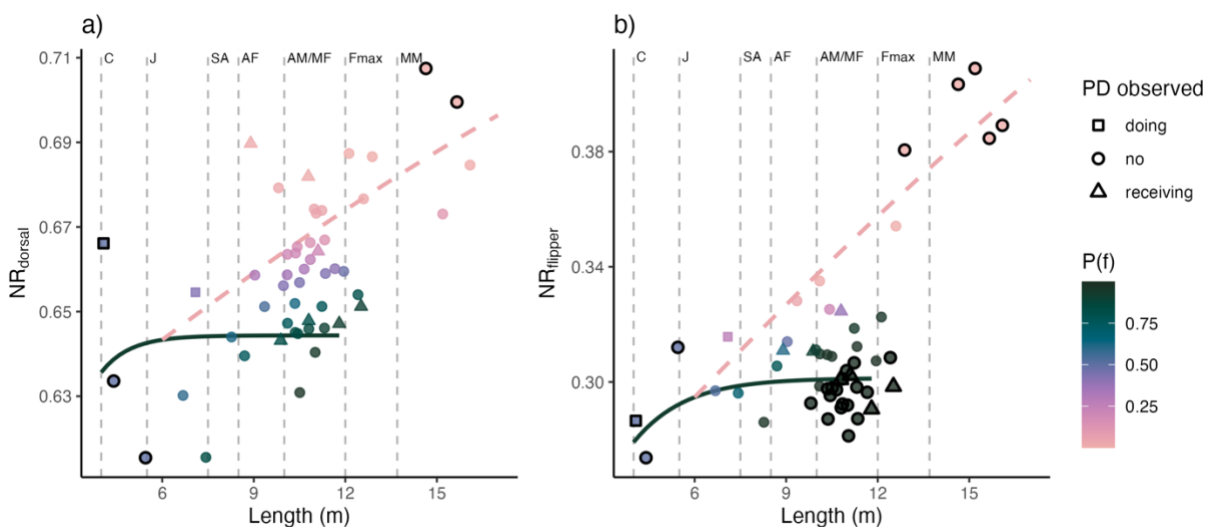 a)
C J SA AF AM/MF Fmax MM
0.71
0.69
0.67
0.65
0.63
NRdorsal
6 9 12 15
Length (m)
b)
C J SA AF AM/MF Fmax MM
0.38
0.34
0.30
NRflipper
6 9 12 15
Length (m)
PD observed
doing
no
receiving
P(f)
0.75
0.50
0.25